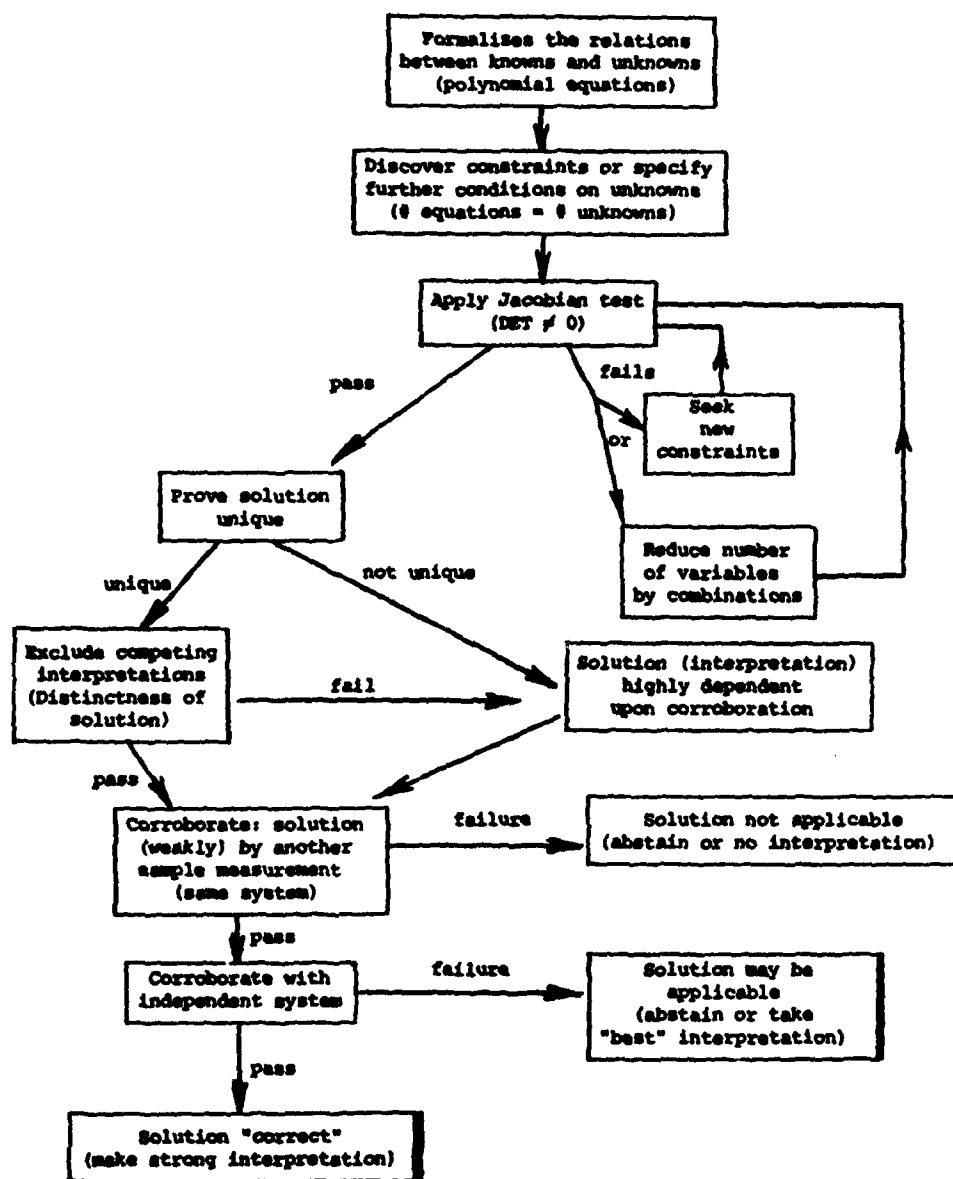 Formalizes the relations
between knowns and unknowns
(polynomial equations)
Discover constraints or specify
further conditions on unknowns
(# equations = # unknowns)
Apply Jacobian test
(DET ≠ 0)
pass
fails
or
Seek
new
constraints
Prove solution
unique
Reduce number
of variables
by combinations
unique
not unique
Exclude competing
interpretations
(Distinctness of
solution)
fail
Solution (interpretation)
highly dependent
upon corroboration
pass
Corroborate: solution
(weakly) by another
sample measurement
(same system)
failure
Solution not applicable
(abstain or no interpretation)
pass
Corroborate with
independent system
failure
Solution may be
applicable
(abstain or take
"best" interpretation)
pass
Solution "correct"
(make strong interpretation)